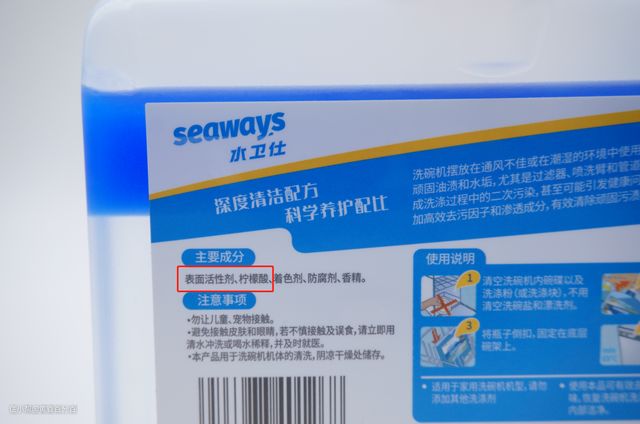 seaways
水卫仕
深度清洁配方
科学养护配比
洗碗机摆放在通风不佳或在潮湿的环境中使用
顽固油渍和水垢，尤其是过滤器、喷洗臂和管道
成洗涤过程中的二次污染，甚至可能引发健康问
加高效去污因子和渗透成分，有效清除顽固污
主要成分
表面活性剂、柠檬酸、着色剂、防腐剂、香精。
注意事项
•勿让儿童、宠物接触。
•避免接触皮肤和眼睛，若不慎接触及误食，请立即用
清水冲洗或喝水稀释，并及时就医。
•本产品用于洗碗机机体的清洗，阴凉干燥处储存。
使用说明
1
清空洗碗机内碗碟以及
洗涤粉（或洗涤块），不用
清空洗碗盐和漂洗剂。
3
将瓶子倒扣，固定在底层
碗架上。
•适用于家用洗碗机机型，请勿
添加其他洗涤剂
•使用本品可有效去
味，恢复洗碗机洗